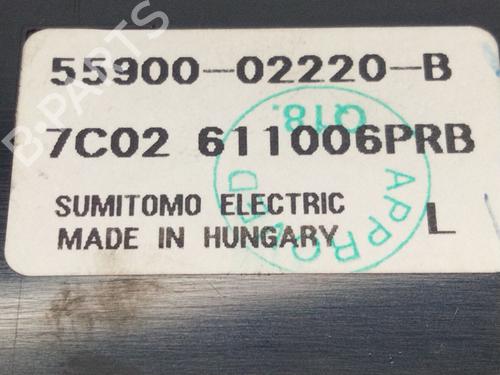 55900-02220-B
7C02 611006PRB
SUMITOMO ELECTRIC
MADE IN HUNGARY L
Q18.
APPROVED
B-PARTS